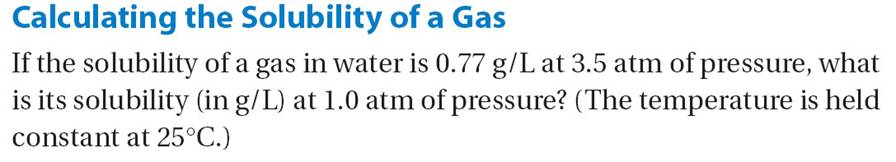 Calculating the Solubility of a Gas
If the solubility of a gas in water is 0.77 g/L at 3.5 atm of pressure, what
is its solubility (in g/L) at 1.0 atm of pressure? (The temperature is held
constant at 25°C.)